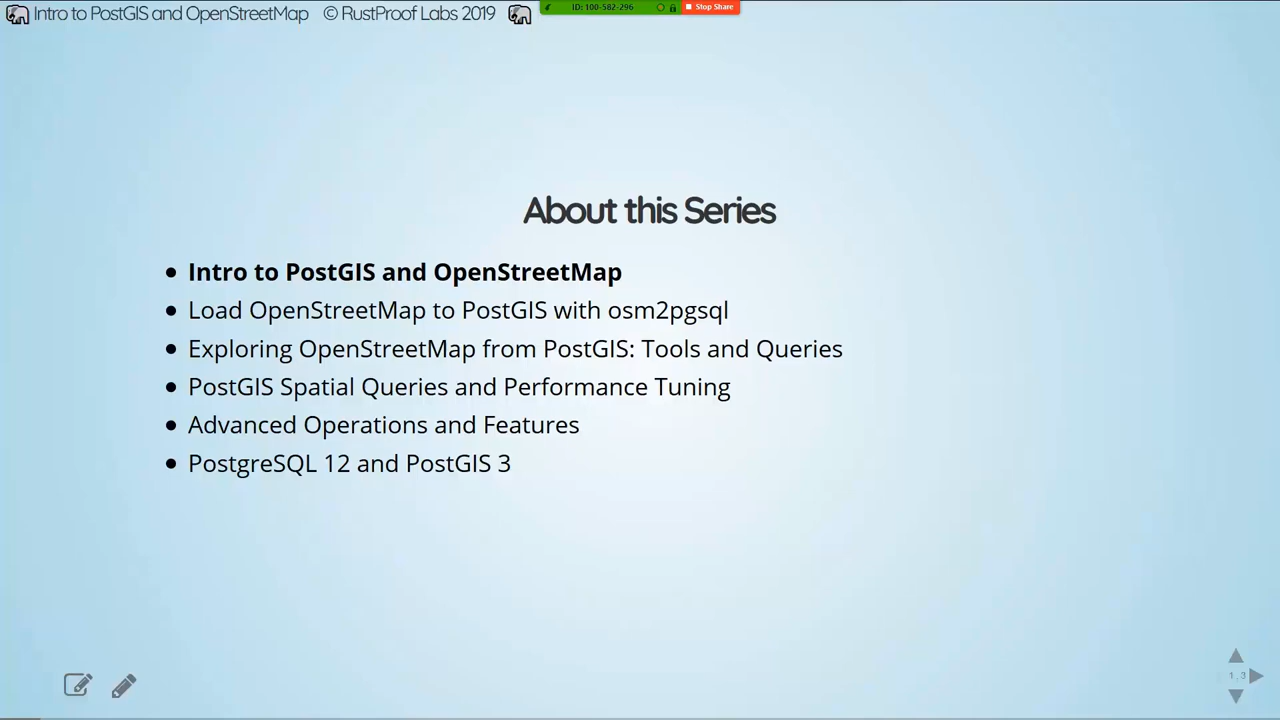 Intro to PostGIS and OpenStreetMap © RustProof Labs 2019
ID: 100-582-296 Stop Share
About this Series
Intro to PostGIS and OpenStreetMap
Load OpenStreetMap to PostGIS with osm2pgsql
Exploring OpenStreetMap from PostGIS: Tools and Queries
PostGIS Spatial Queries and Performance Tuning
Advanced Operations and Features
PostgreSQL 12 and PostGIS 3
1.3